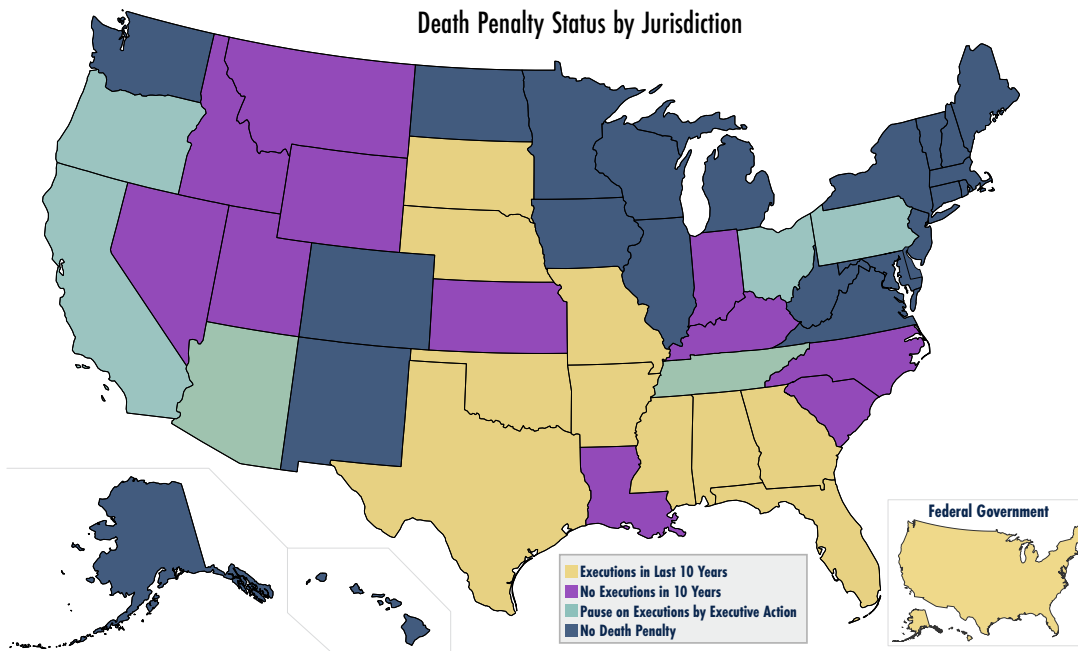 Death Penalty Status by Jurisdiction
Federal Government
Executions in Last 10 Years
No Executions in 10 Years
Pause on Executions by Executive Action
No Death Penalty